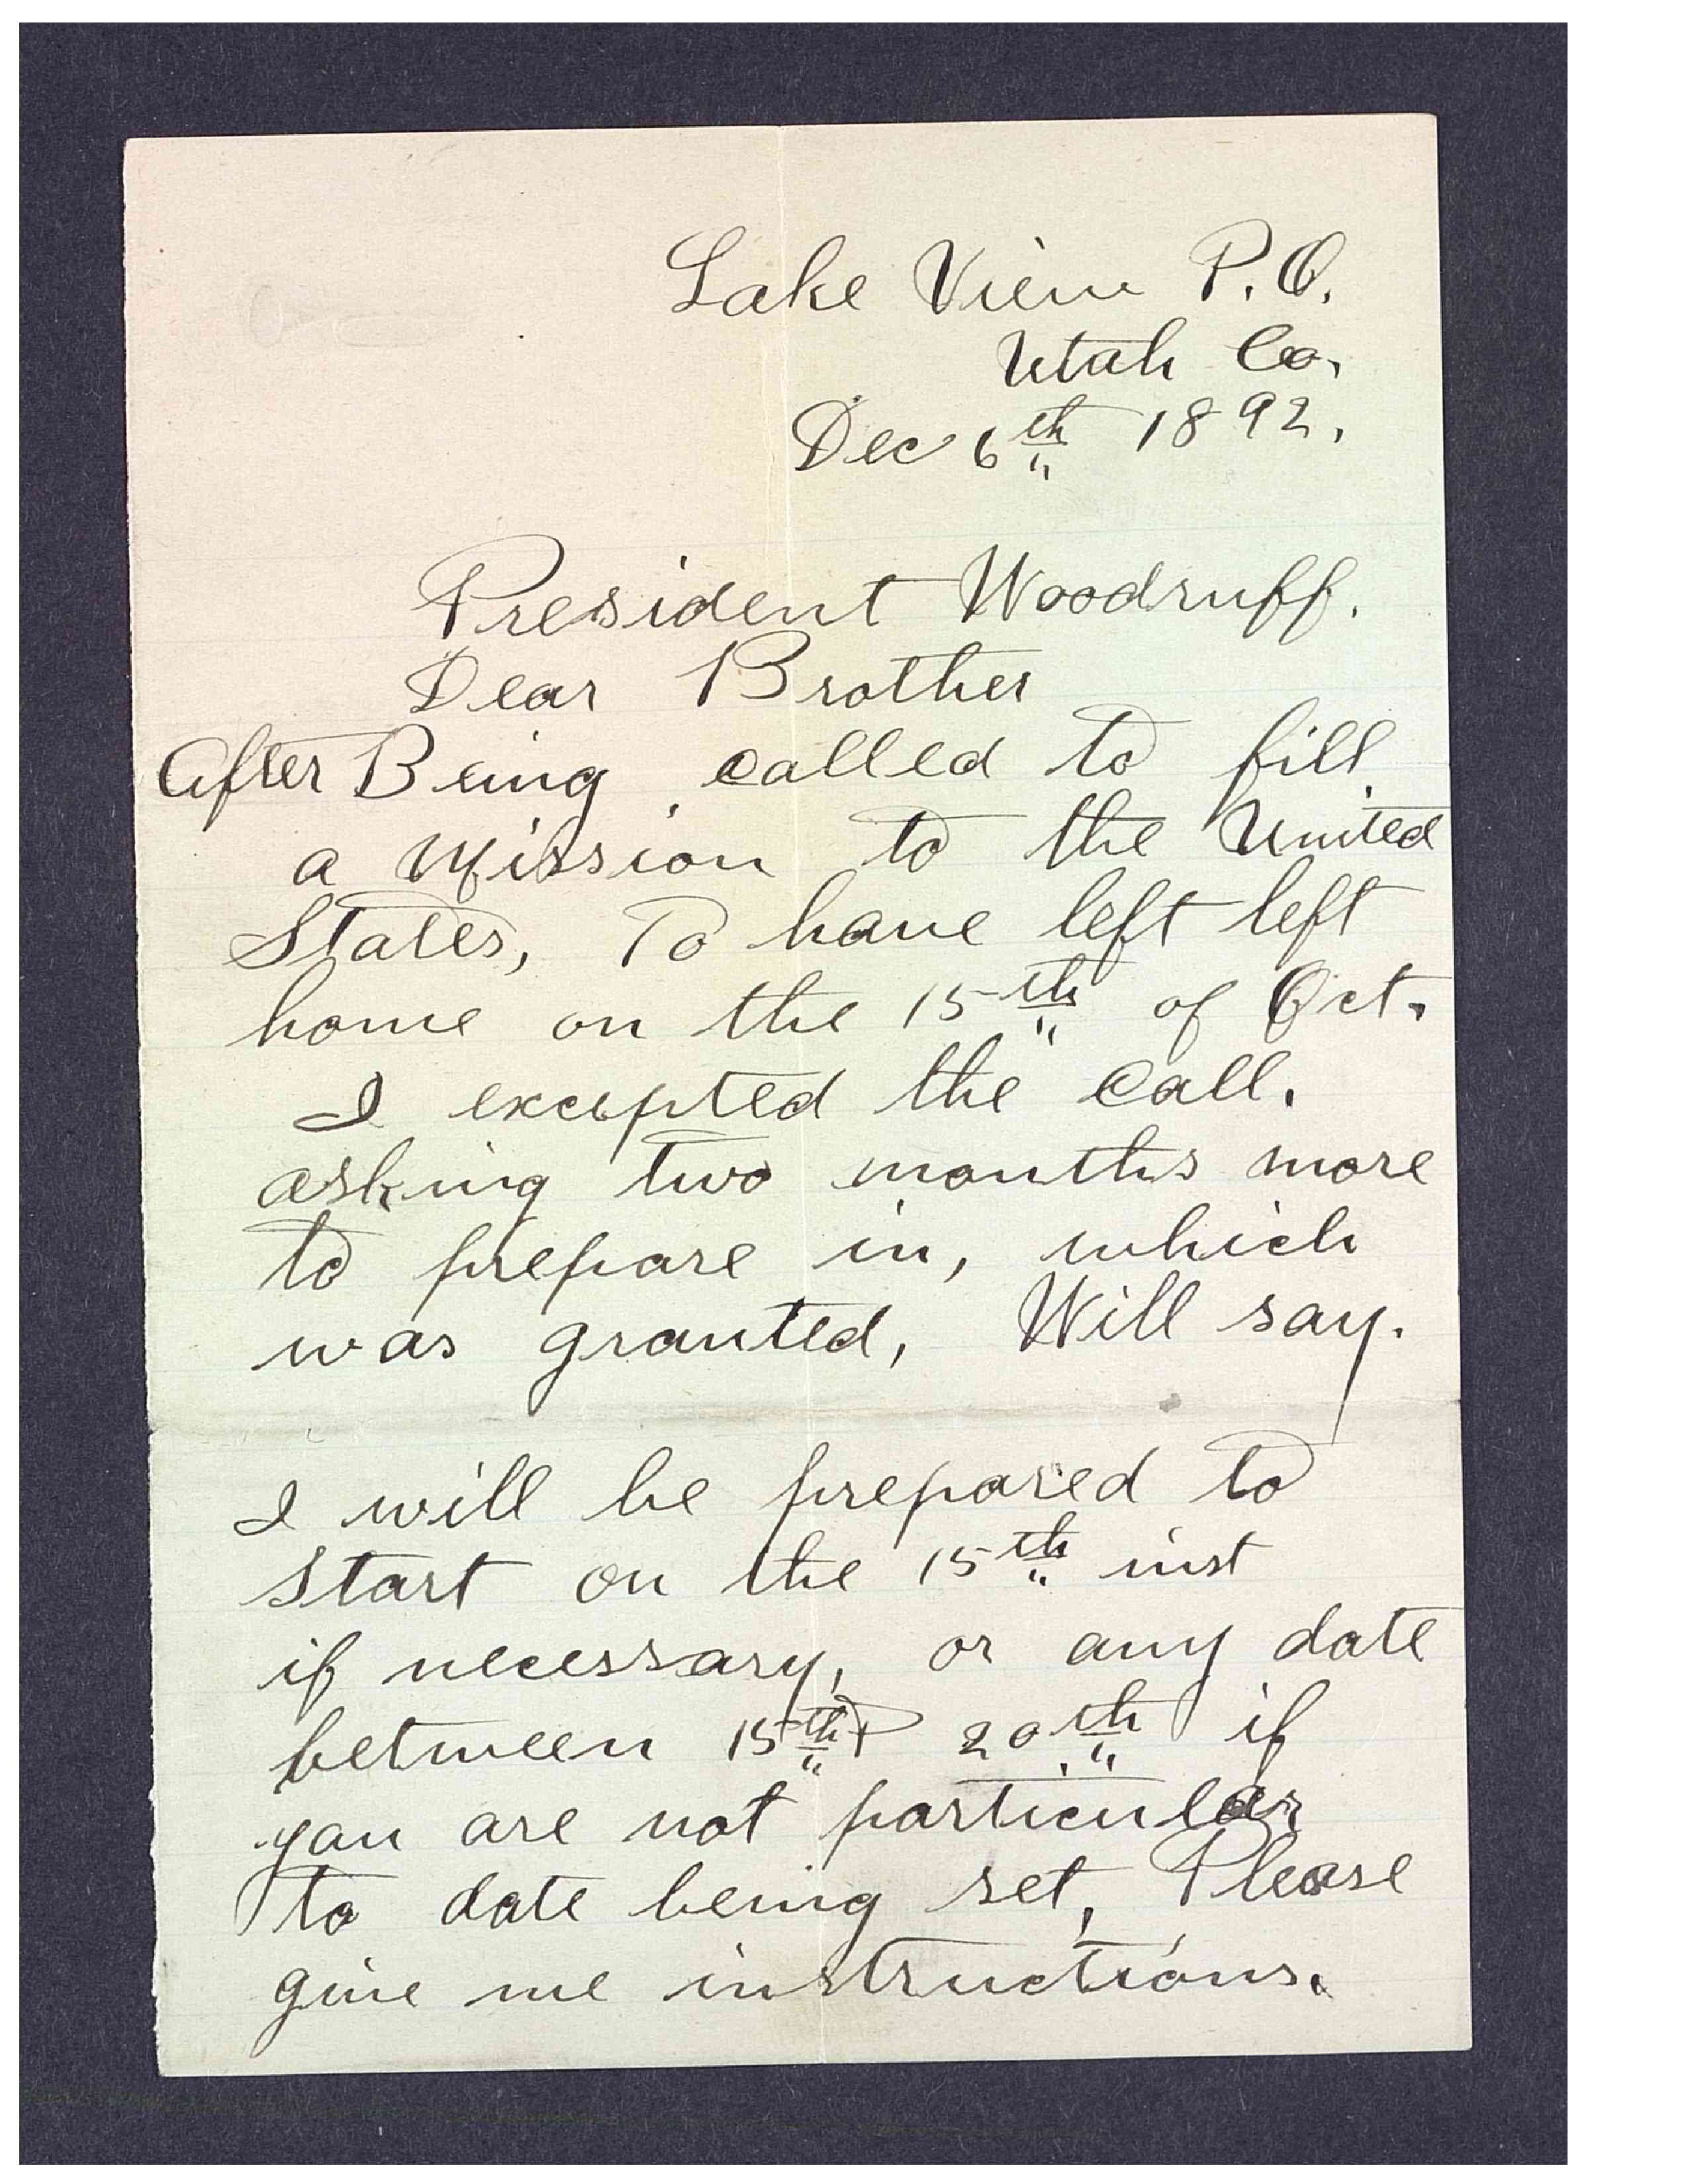 Lake View P.O.
Utah Co.
Dec 6th 1892.
President Woodruff.
Dear Brother
After Being called to fill
a Mission to the United
States, To have left left
home on the 15th of Oct.
I excepted the call.
asking two months more
to prepare in, which
was granted, Will say.
I will be prepared to
start on the 15th inst
if necessary, or any date
between 15th & 20th if
you are not particular
to date being set, Please
give me instructions.